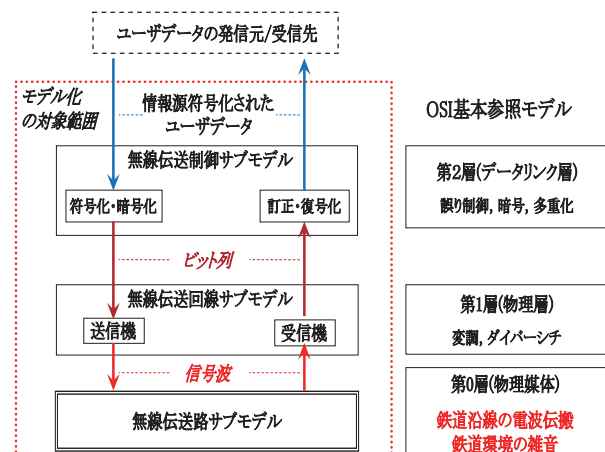 ユーザデータの発信元/受信先
モデル化
の対象範囲
情報源符号化された
ユーザデータ
無線伝送制御サブモデル
符号化・暗号化
訂正・復号化
ビット列
無線伝送回線サブモデル
送信機
受信機
信号波
無線伝送路サブモデル
OSI基本参照モデル
第2層(データリンク層)
誤り制御, 暗号, 多重化
第1層(物理層)
変調, ダイバーシチ
第0層(物理媒体)
鉄道沿線の電波伝搬
鉄道環境の雑音